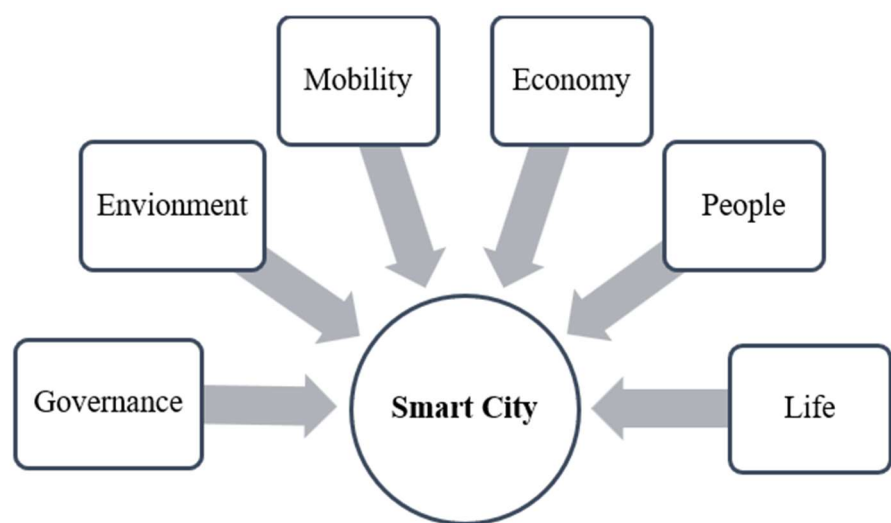 Mobility
Economy
Envionment
People
Governance
Smart City
Life